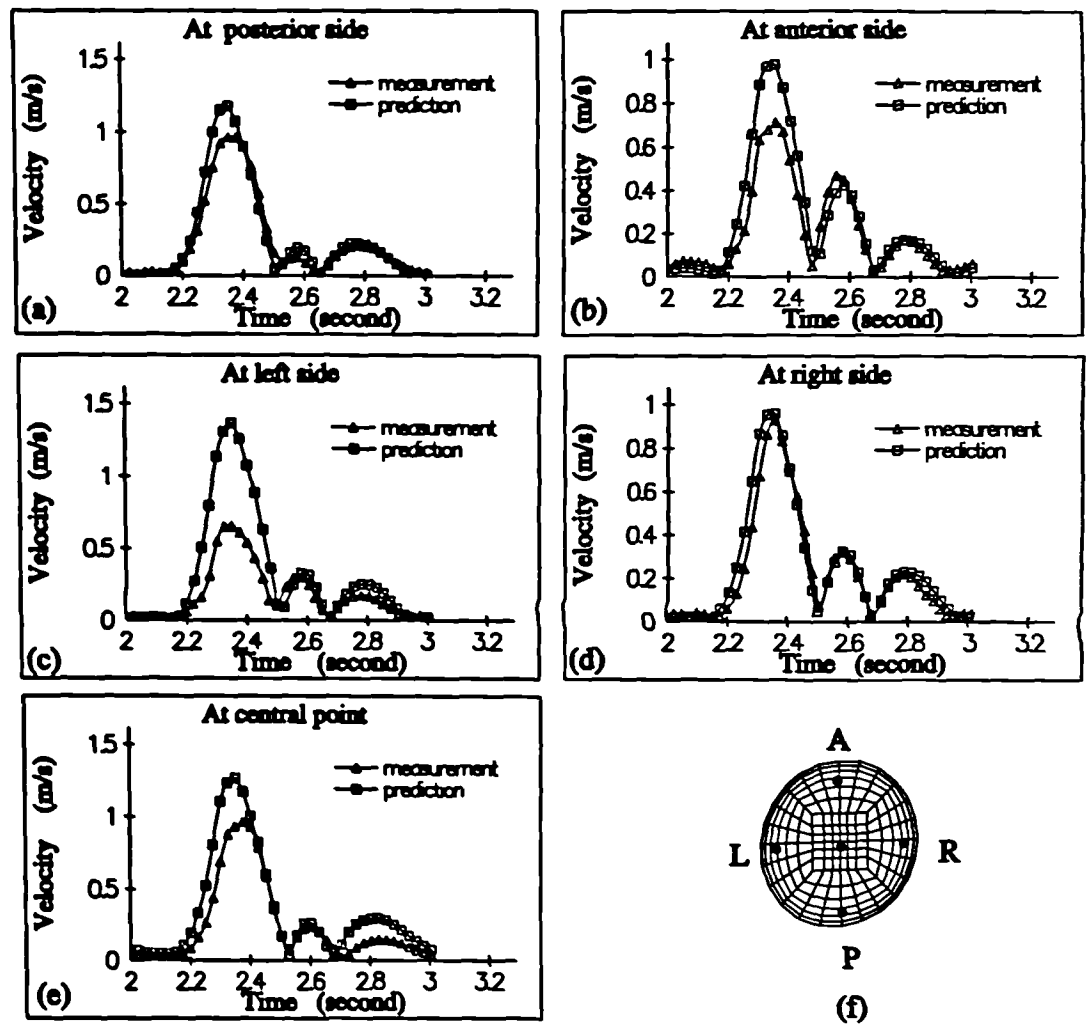 At posterior side
1.5
1
0.5
0
Velocity (m/s)
measurement
prediction
2 2.2 2.4 2.6 2.8 3 3.2
Time (second)
(a)
At anterior side
1
0.8
0.6
0.4
0.2
0
Velocity (m/s)
measurement
prediction
2 2.2 2.4 2.6 2.8 3 3.2
Time (second)
(b)
At left side
1.5
1
0.5
0
Velocity (m/s)
measurement
prediction
2 2.2 2.4 2.6 2.8 3 3.2
Time (second)
(c)
At right side
1
0.8
0.6
0.4
0.2
0
Velocity (m/s)
measurement
prediction
2 2.2 2.4 2.6 2.8 3 3.2
Time (second)
(d)
At central point
1.5
1
0.5
0
Velocity (m/s)
measurement
prediction
2 2.2 2.4 2.6 2.8 3 3.2
Time (second)
(e)
A
L R
P
(f)